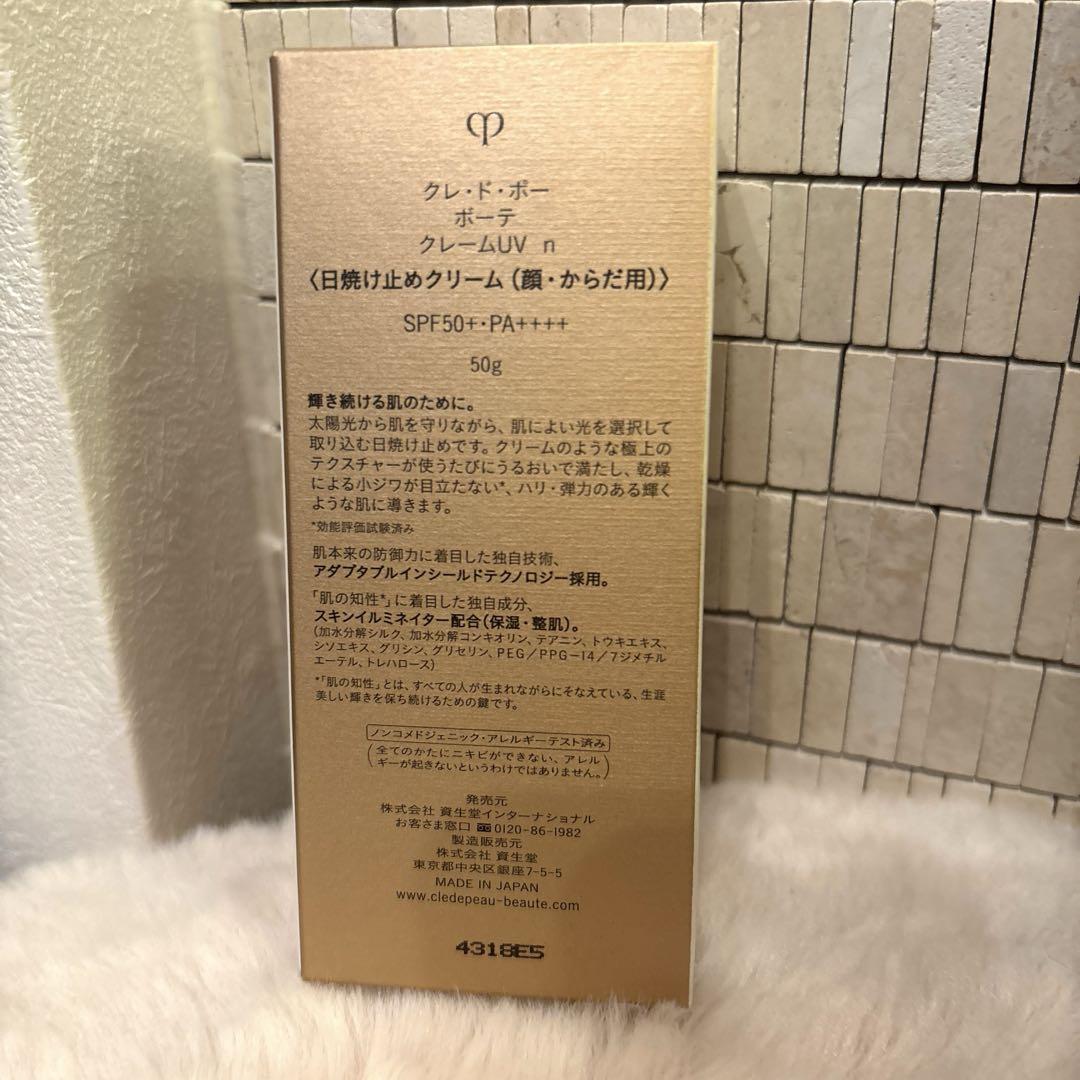 クレ・ド・ポー
ボーテ
クレームUV n
〈日焼け止めクリーム（顔・からだ用）〉
SPF50+・PA++++
50g
輝き続ける肌のために。
太陽光から肌を守りながら、肌によい光を選択して
取り込む日焼け止めです。クリームのような極上の
テクスチャーが使うたびにうるおいで満たし、乾燥
による小ジワが目立たない*、ハリ・弾力のある輝く
ような肌に導きます。
*効能評価試験済み
肌本来の防御力に着目した独自技術、
アダプタブルインシールドテクノロジー採用。
「肌の知性*」に着目した独自成分、
スキンイルミネイター配合（保湿・整肌）。
（加水分解シルク、加水分解コンキオリン、テアニン、トウキエキス、
シソエキス、グリシン、グリセリン、PEG／PPG－14／7ジメチル
エーテル、トレハロース）
*「肌の知性」とは、すべての人が生まれながらにそなえている、生涯
美しい輝きを保ち続けるための鍵です。
ノンコメドジェニック・アレルギーテスト済み
（全てのかたにニキビができない、アレル
ギーが起きないというわけではありません。）
発売元
株式会社 資生堂インターナショナル
お客さま窓口 0120-86-1982
製造販売元
株式会社 資生堂
東京都中央区銀座7-5-5
MADE IN JAPAN
www.cledepeau-beaute.com
4318E5